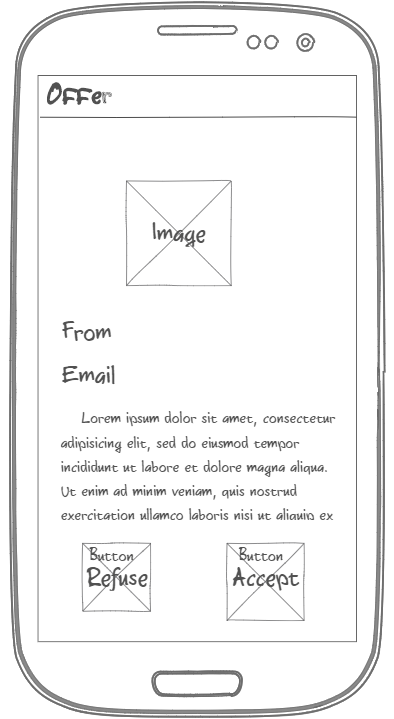 Offer
Image
From
Email
Lorem ipsum dolor sit amet, consectetur
adipisicing elit, sed do eiusmod tempor
incididunt ut labore et dolore magna aliqua.
Ut enim ad minim veniam, quis nostrud
exercitation ullamco laboris nisi ut aliquip ex
Button Button
Refuse Accept